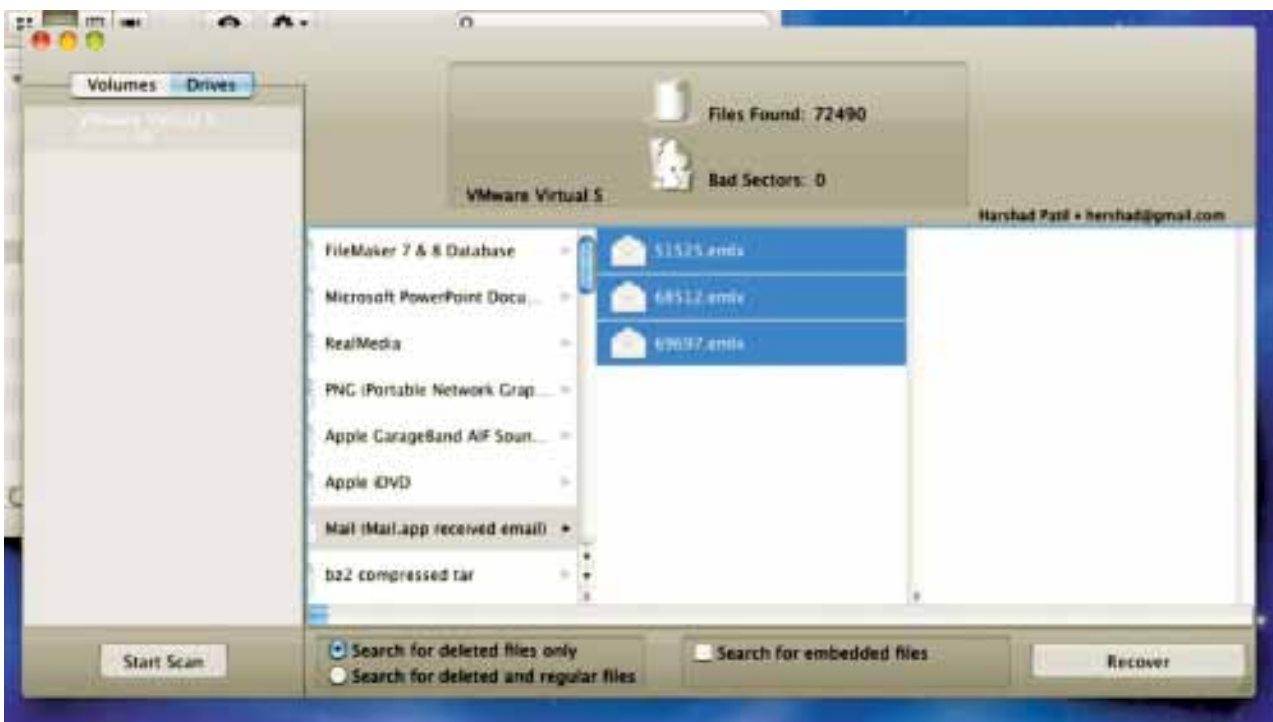 Volumes Drives
Files Found: 72490
Bad Sectors: 0
VMware Virtual S
Harshad Patil • hershad@gmail.com
FileMaker 7 & 8 Database
Microsoft PowerPoint Docu...
RealMedia
PNG (Portable Network Grap...
Apple GarageBand AIF Soun...
Apple iDVD
Mail (Mail.app received email)
bz2 compressed tar
51525.emlx
68512.emlx
69697.emlx
Start Scan
Search for deleted files only
Search for deleted and regular files
Search for embedded files
Recover